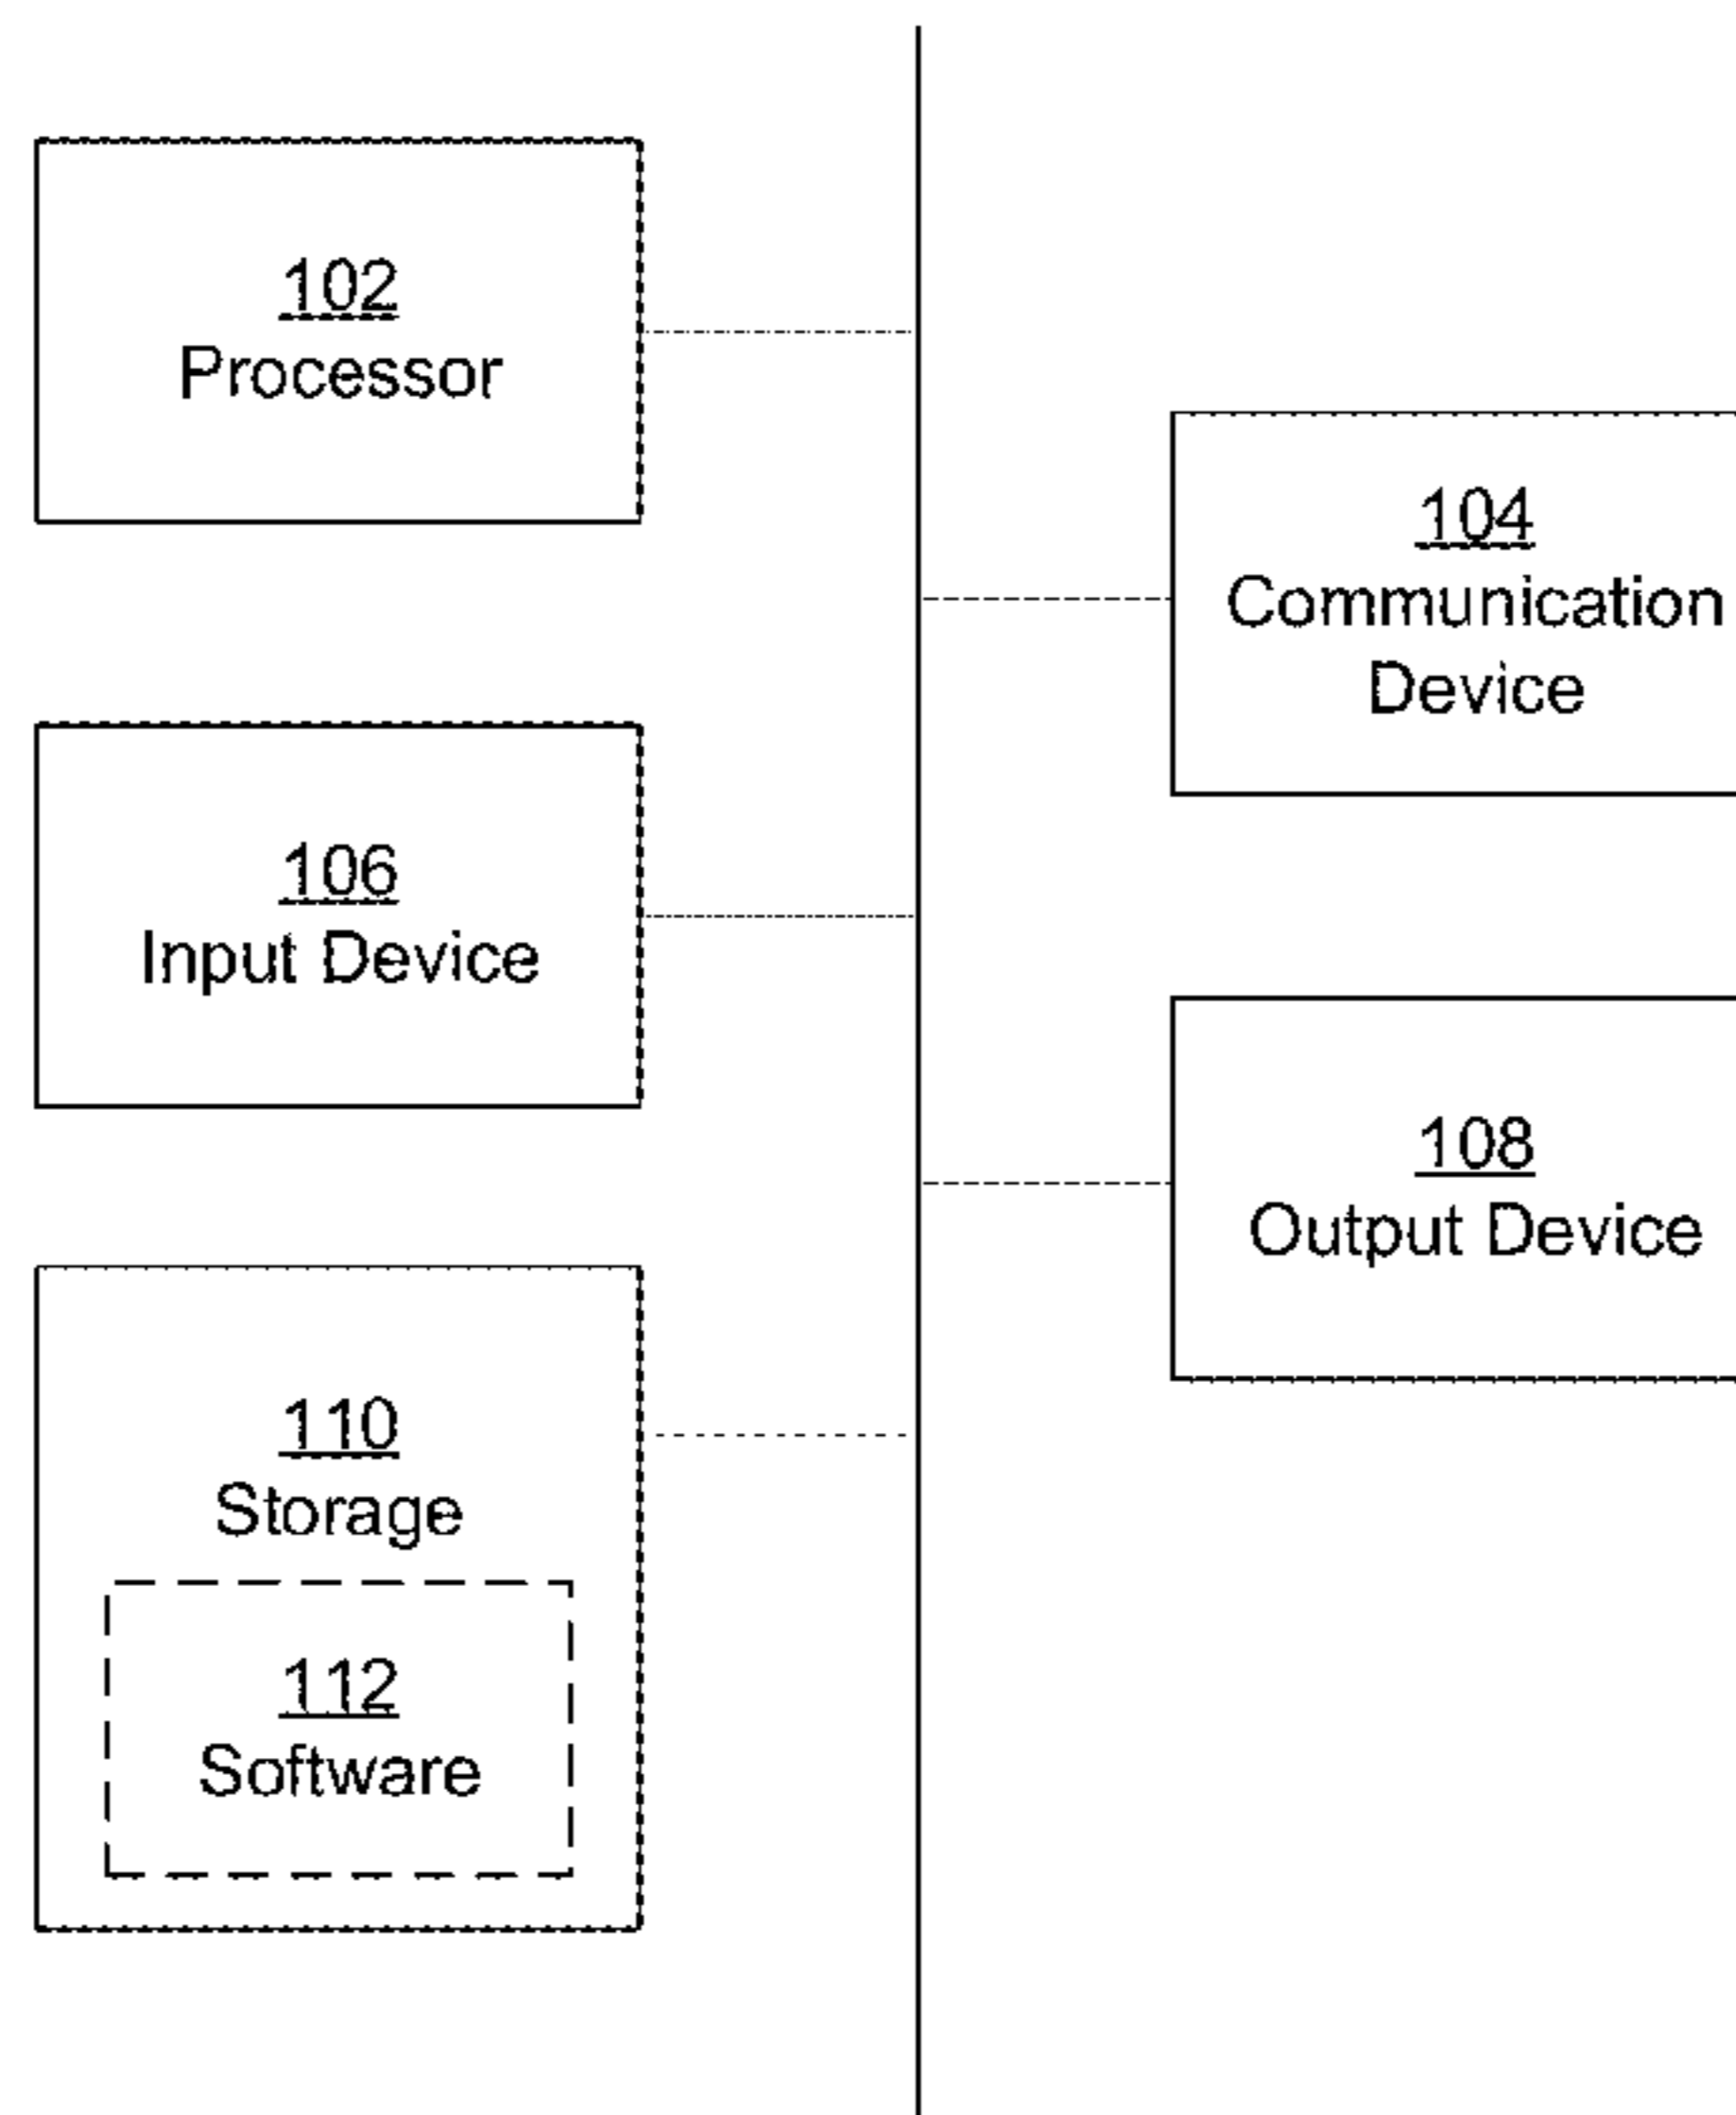 102
Processor
104
Communication
Device
106
Input Device
108
Output Device
110
Storage
112
Software